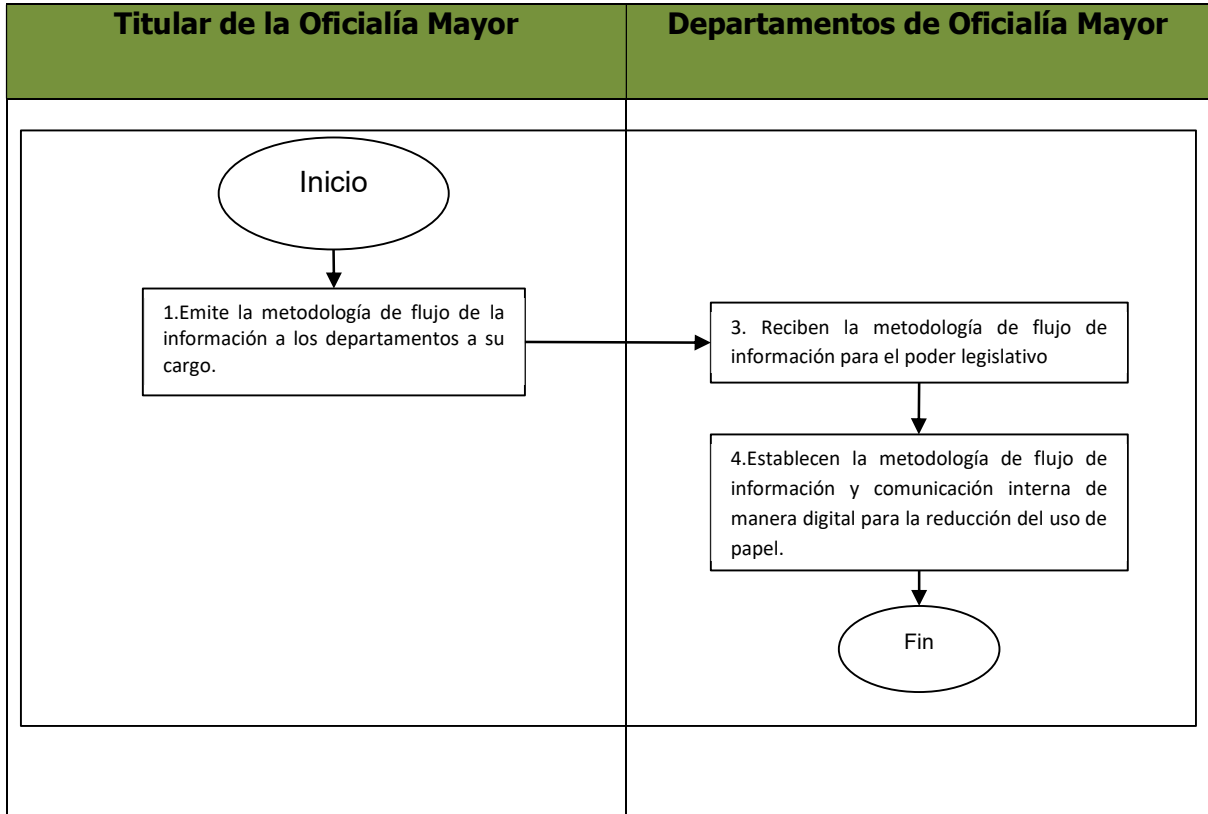 Titular de la Oficialía Mayor
Departamentos de Oficialía Mayor
Inicio
1.Emite la metodología de flujo de la
información a los departamentos a su
cargo.
3. Reciben la metodología de flujo de
información para el poder legislativo
4.Establecen la metodología de flujo de
información y comunicación interna de
manera digital para la reducción del uso de
papel.
Fin